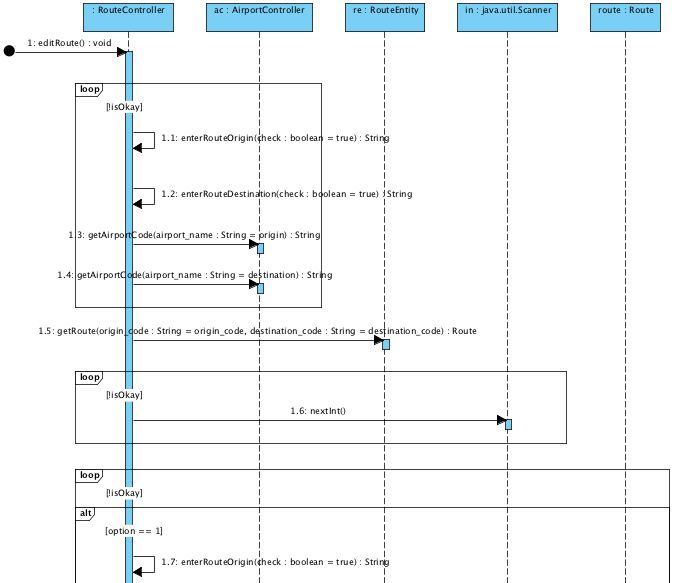 : RouteController
ac : AirportController
re : RouteEntity
in : java.util.Scanner
route : Route
1: editRoute() : void
loop
[!isOkay]
1.1: enterRouteOrigin(check : boolean = true) : String
1.2: enterRouteDestination(check : boolean = true) : String
1.3: getAirportCode(airport_name : String = origin) : String
1.4: getAirportCode(airport_name : String = destination) : String
1.5: getRoute(origin_code : String = origin_code, destination_code : String = destination_code) : Route
loop
[!isOkay]
1.6: nextInt()
loop
[!isOkay]
alt
[option == 1]
1.7: enterRouteOrigin(check : boolean = true) : String